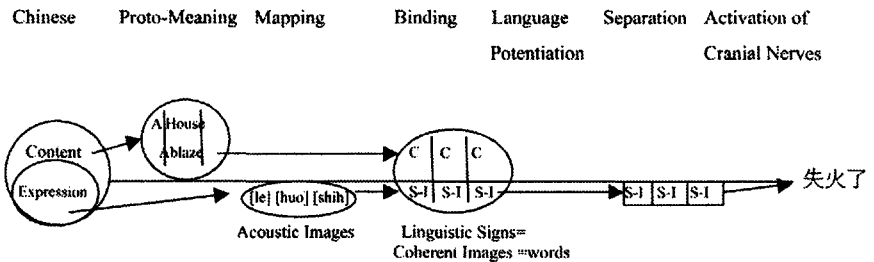 Chinese Proto-Meaning Mapping Binding Language Potentiation Separation Activation of Cranial Nerves
A House Ablaze
Content
C C C
Expression
[le] [huo] [shih]
S-I S-I S-I
S-I S-I S-I
失火了
Acoustic Images
Linguistic Signs=
Coherent Images =words